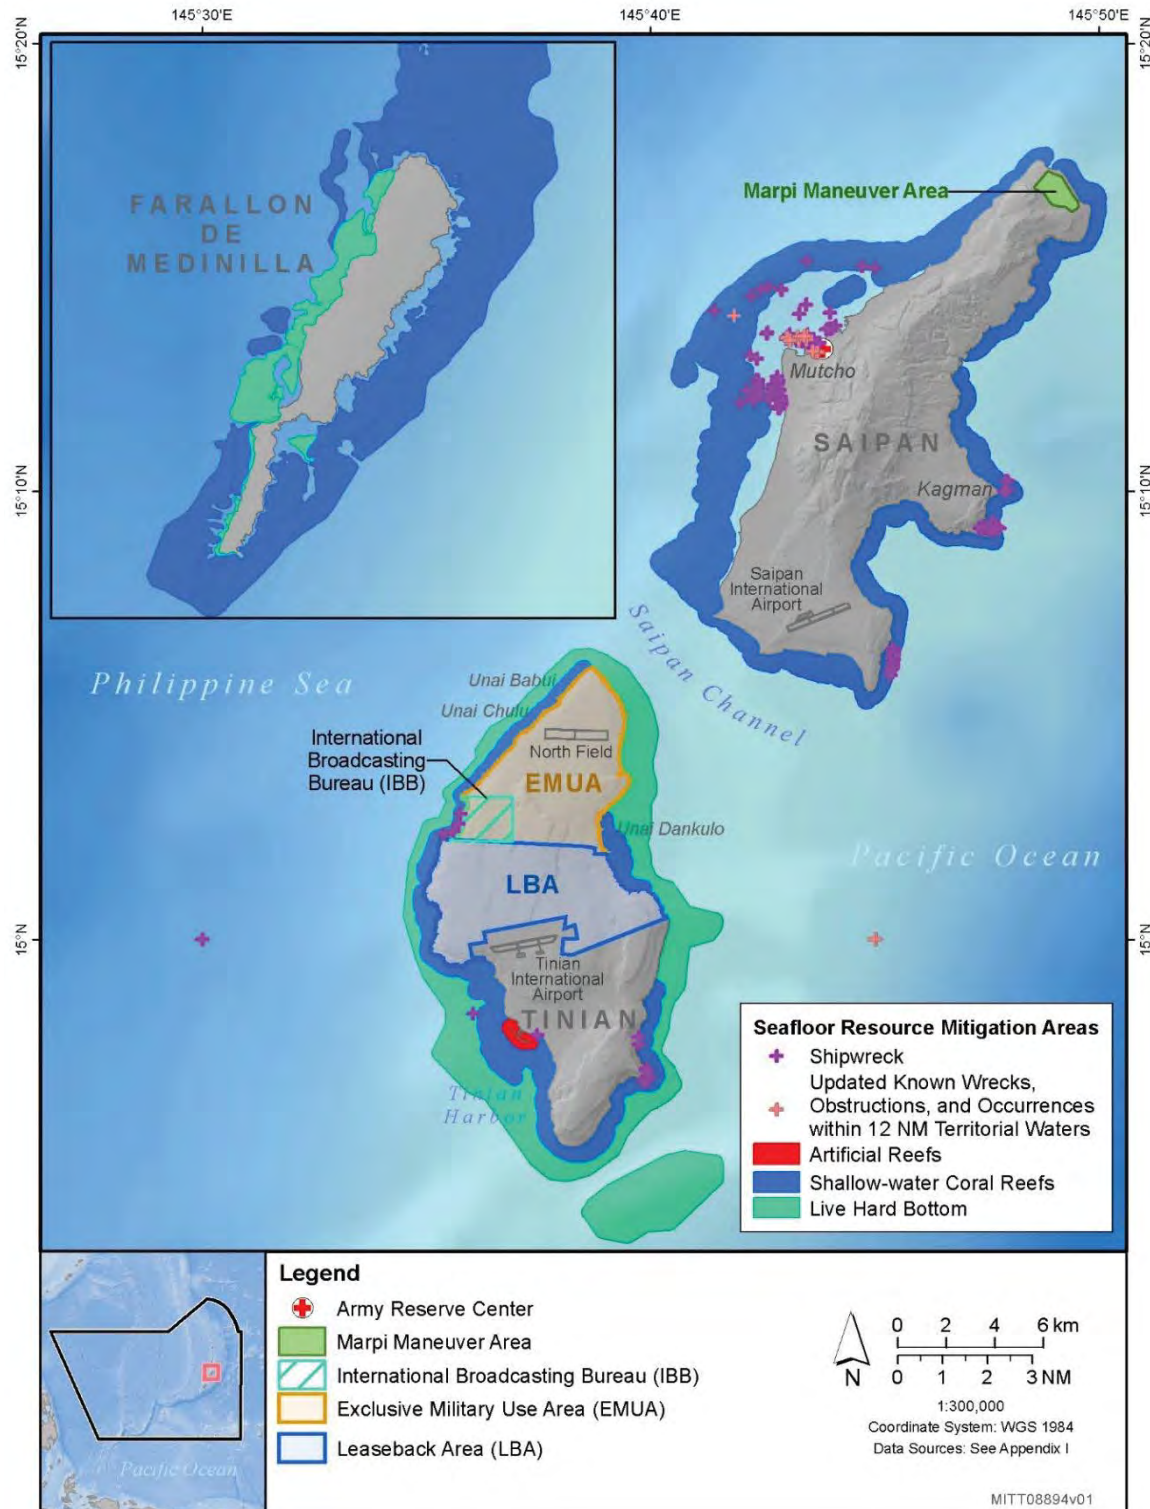 145°30'E
145°40'E
145°50'E
15°20'N
15°20'N
FARALLON
DE
MEDINILLA
Marpi Maneuver Area
Mutcho
SAIPAN
Kagman
15°10'N
15°10'N
Saipan
International
Airport
Saipan Channel
Philippine Sea
Unai Babui
Unai Chulu
International
Broadcasting
Bureau (IBB)
North Field
EMUA
Unai Dankulo
Pacific Ocean
LBA
15°N
15°N
Tinian
International
Airport
TINIAN
Tinian
Harbor
Seafloor Resource Mitigation Areas
Shipwreck
Updated Known Wrecks,
Obstructions, and Occurrences
within 12 NM Territorial Waters
Artificial Reefs
Shallow-water Coral Reefs
Live Hard Bottom
Pacific Ocean
Legend
Army Reserve Center
Marpi Maneuver Area
International Broadcasting Bureau (IBB)
Exclusive Military Use Area (EMUA)
Leaseback Area (LBA)
N
0 2 4 6 km
0 1 2 3 NM
1:300,000
Coordinate System: WGS 1984
Data Sources: See Appendix I
MITT08894v01